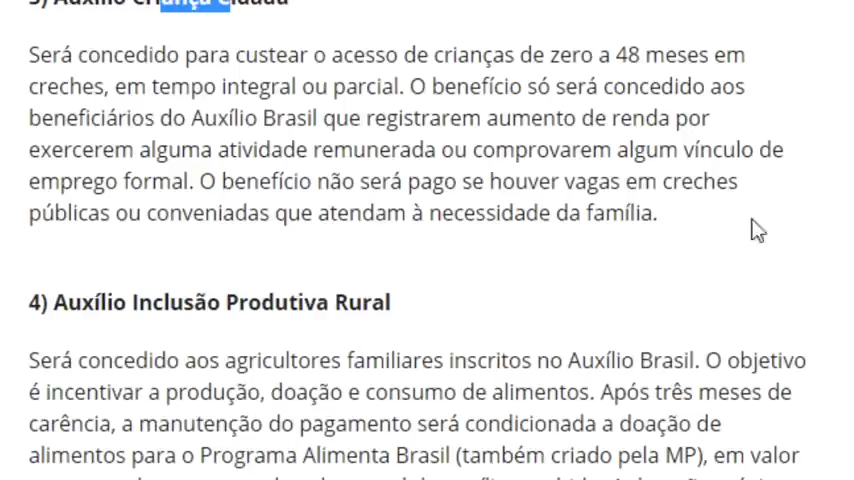 3) Auxílio Criança Cidadã
Será concedido para custear o acesso de crianças de zero a 48 meses em
creches, em tempo integral ou parcial. O benefício só será concedido aos
beneficiários do Auxílio Brasil que registrarem aumento de renda por
exercerem alguma atividade remunerada ou comprovarem algum vínculo de
emprego formal. O benefício não será pago se houver vagas em creches
públicas ou conveniadas que atendam à necessidade da família.
4) Auxílio Inclusão Produtiva Rural
Será concedido aos agricultores familiares inscritos no Auxílio Brasil. O objetivo
é incentivar a produção, doação e consumo de alimentos. Após três meses de
carência, a manutenção do pagamento será condicionada a doação de
alimentos para o Programa Alimenta Brasil (também criado pela MP), em valor